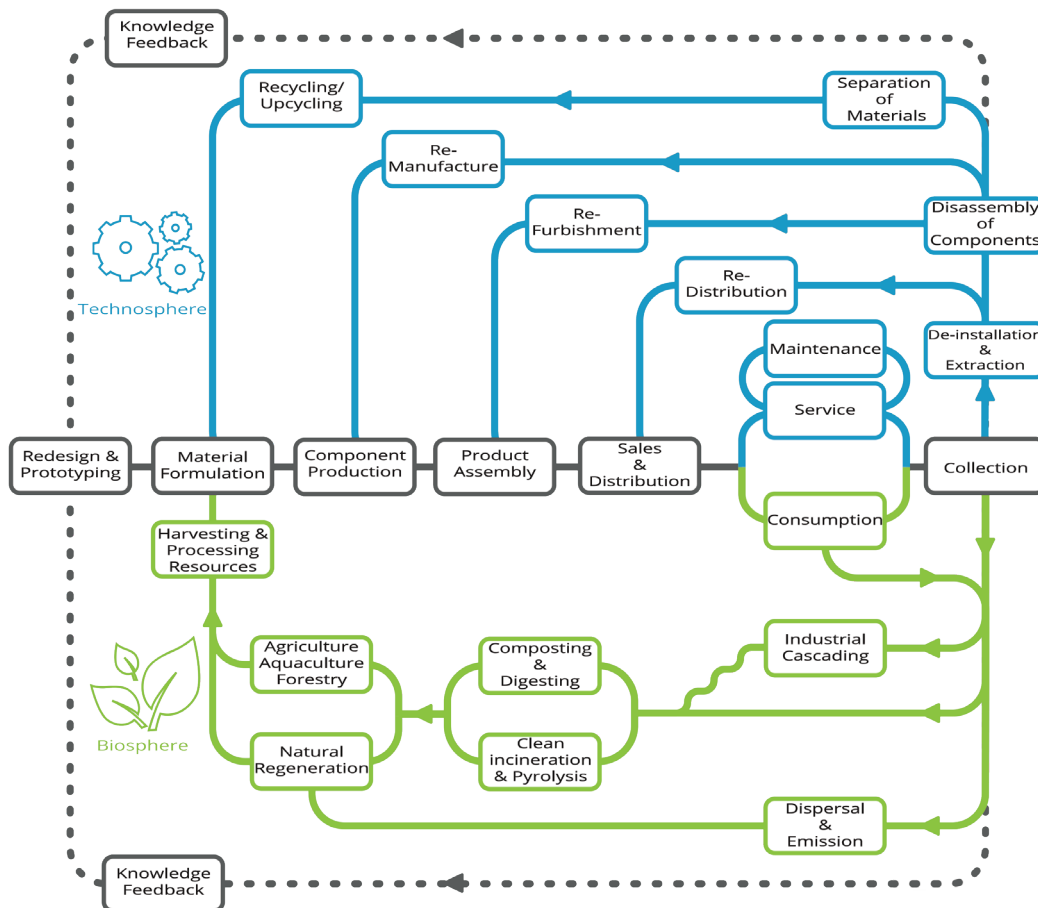 Knowledge
Feedback
Recycling/
Upcycling
Separation
of
Materials
Re-
Manufacture
Re-
Furbishment
Disassembly
of
Components
Technosphere
Re-
Distribution
Maintenance
De-installation
&
Extraction
Service
Redesign &
Prototyping
Material
Formulation
Component
Production
Product
Assembly
Sales
&
Distribution
Collection
Consumption
Harvesting &
Processing
Resources
Agriculture
Aquaculture
Forestry
Composting
&
Digesting
Industrial
Cascading
Biosphere
Natural
Regeneration
Clean
incineration
& Pyrolysis
Dispersal
&
Emission
Knowledge
Feedback